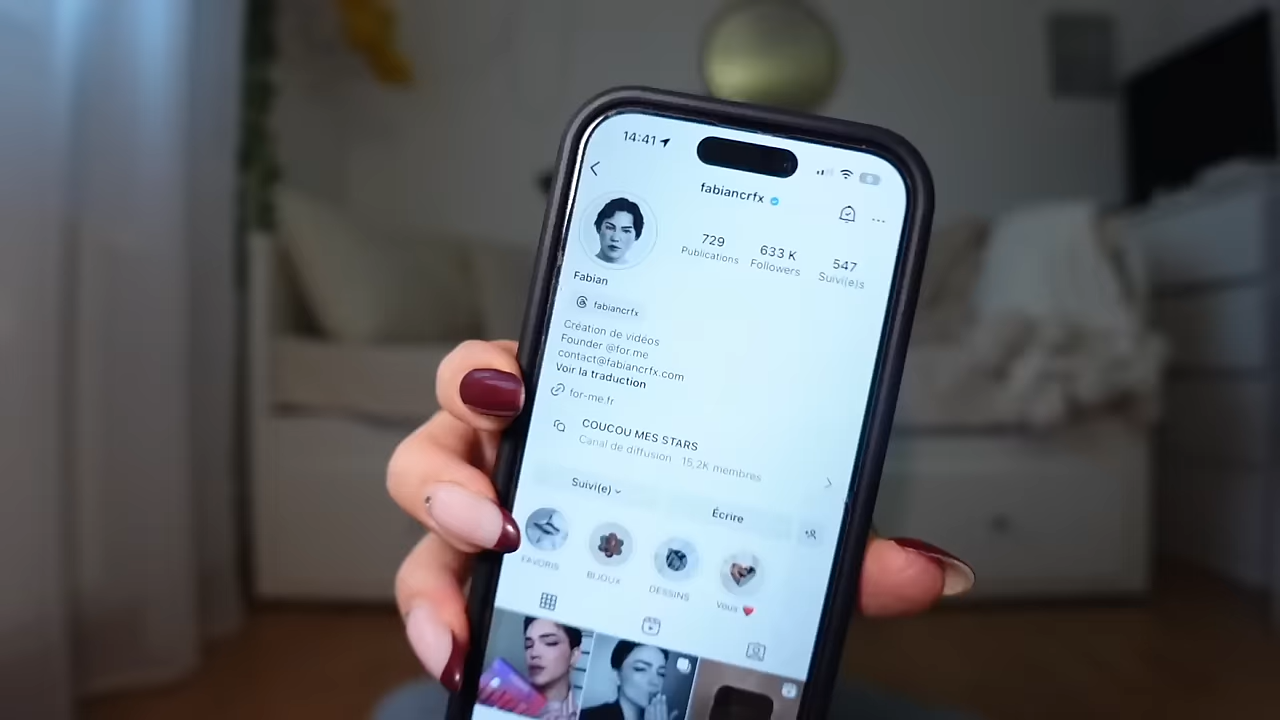 14:41
fabiancrfx
729
Publications
633 K
Followers
547
Suivi(e)s
Fabian
fabiancrfx
Création de vidéos
Founder @for.me
contact@fabiancrfx.com
Voir la traduction
for-me.fr
COUCOU MES STARS
Canal de diffusion 15,2K membres
Suivi(e)
Écrire
FAVORIS
BIJOUX
DESSINS
Vous ❤️